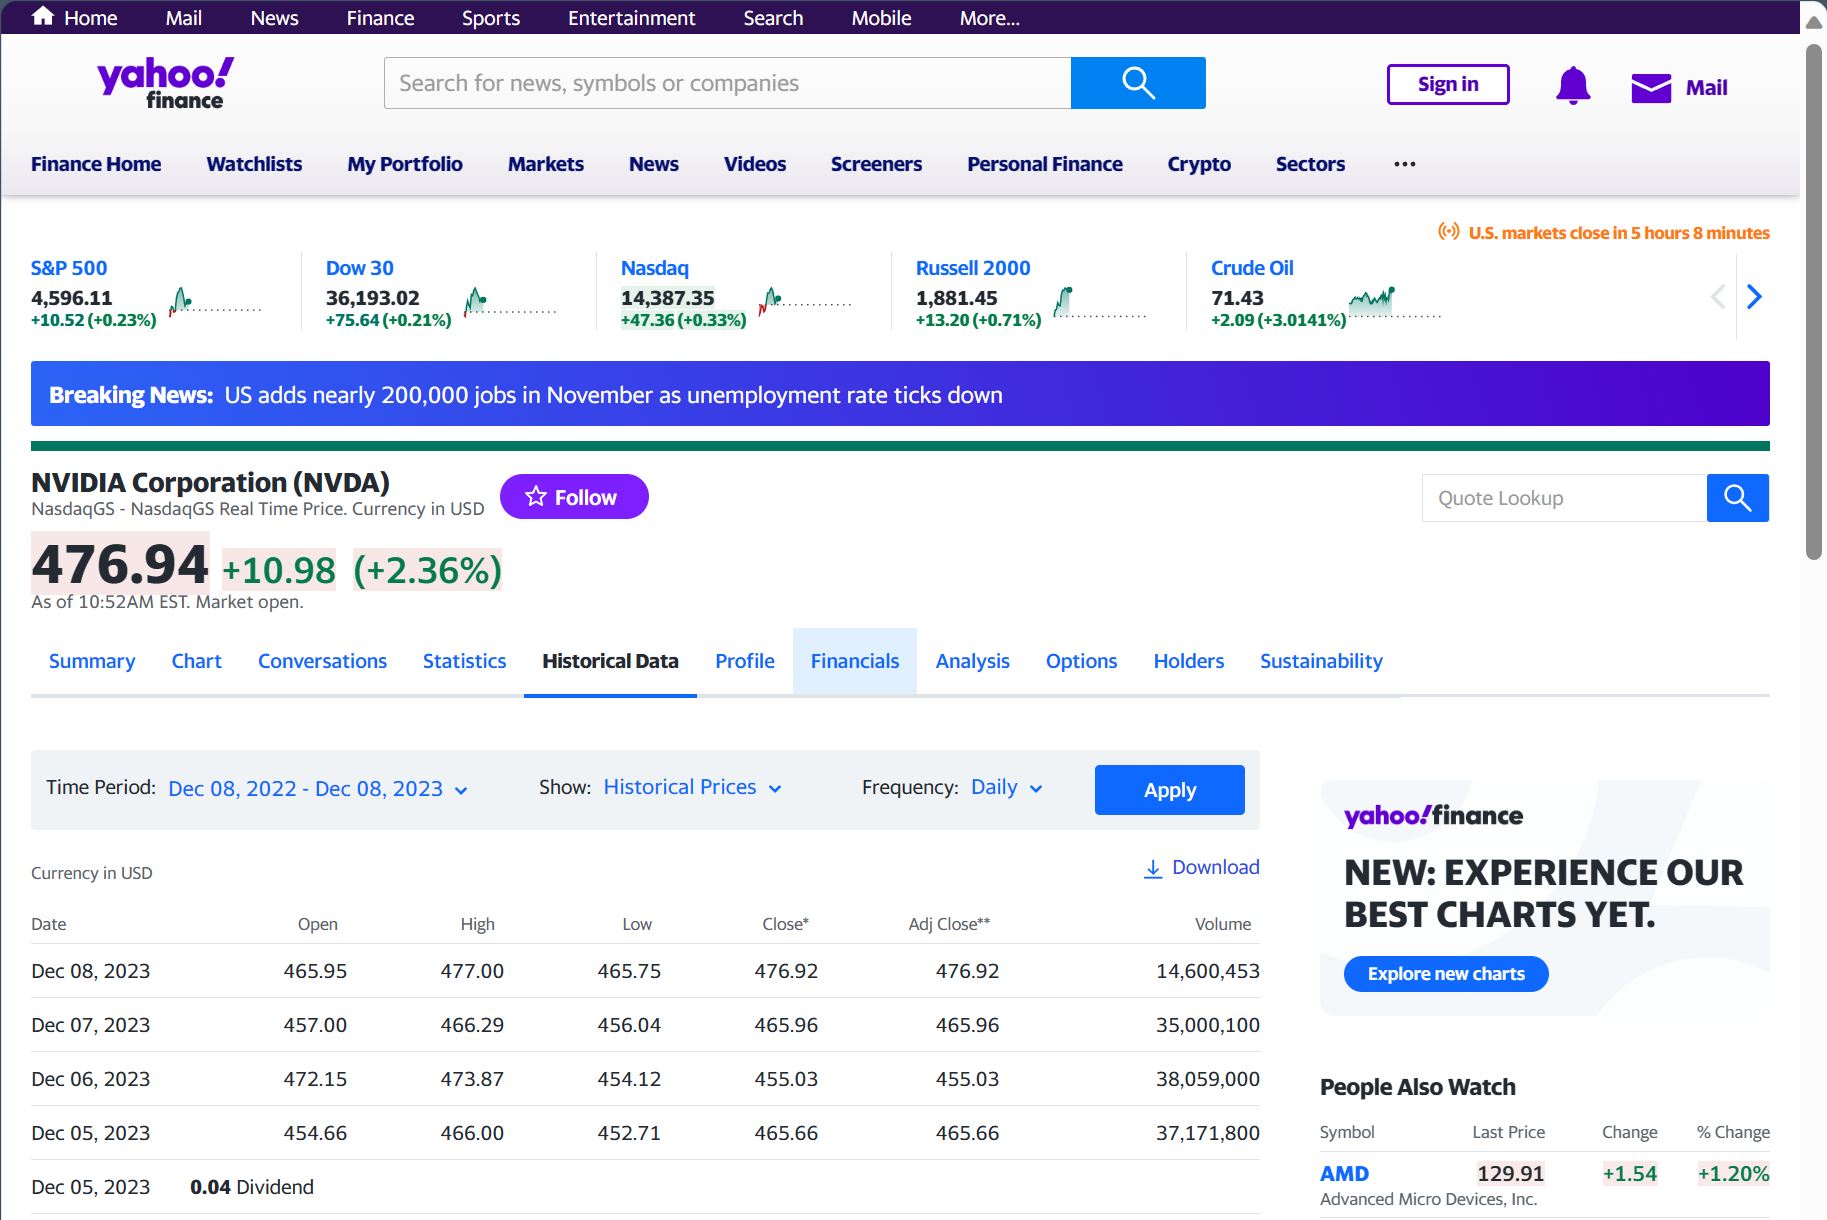 Home Mail News Finance Sports Entertainment Search Mobile More...
yahoo! finance
Search for news, symbols or companies
Sign in
Mail
Finance Home Watchlists My Portfolio Markets News Videos Screeners Personal Finance Crypto Sectors ...
U.S. markets close in 5 hours 8 minutes
S&P 500
4,596.11
+10.52 (+0.23%)
Dow 30
36,193.02
+75.64 (+0.21%)
Nasdaq
14,387.35
+47.36 (+0.33%)
Russell 2000
1,881.45
+13.20 (+0.71%)
Crude Oil
71.43
+2.09 (+3.0141%)
Breaking News: US adds nearly 200,000 jobs in November as unemployment rate ticks down
NVIDIA Corporation (NVDA)
NasdaqGS - NasdaqGS Real Time Price. Currency in USD
Follow
Quote Lookup
476.94 +10.98 (+2.36%)
As of 10:52AM EST. Market open.
Summary Chart Conversations Statistics Historical Data Profile Financials Analysis Options Holders Sustainability
Time Period: Dec 08, 2022 - Dec 08, 2023 Show: Historical Prices Frequency: Daily Apply
Currency in USD
Download
Date Open High Low Close* Adj Close** Volume
Dec 08, 2023 465.95 477.00 465.75 476.92 476.92 14,600,453
Dec 07, 2023 457.00 466.29 456.04 465.96 465.96 35,000,100
Dec 06, 2023 472.15 473.87 454.12 455.03 455.03 38,059,000
Dec 05, 2023 454.66 466.00 452.71 465.66 465.66 37,171,800
Dec 05, 2023 0.04 Dividend
yahoo!finance
NEW: EXPERIENCE OUR
BEST CHARTS YET.
Explore new charts
People Also Watch
Symbol Last Price Change % Change
AMD 129.91 +1.54 +1.20%
Advanced Micro Devices, Inc.